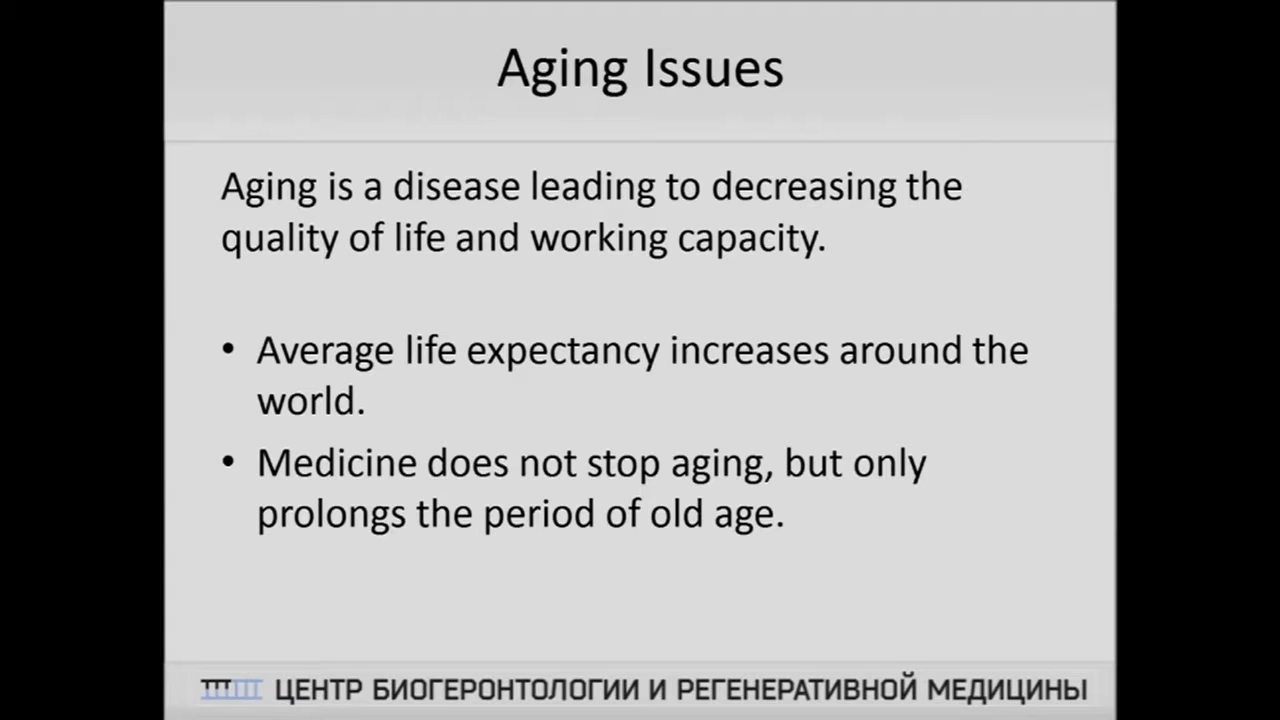 Aging Issues
Aging is a disease leading to decreasing the
quality of life and working capacity.
• Average life expectancy increases around the
world.
• Medicine does not stop aging, but only
prolongs the period of old age.
ЦЕНТР БИОГЕРОНТОЛОГИИ И РЕГЕНЕРАТИВНОЙ МЕДИЦИНЫ